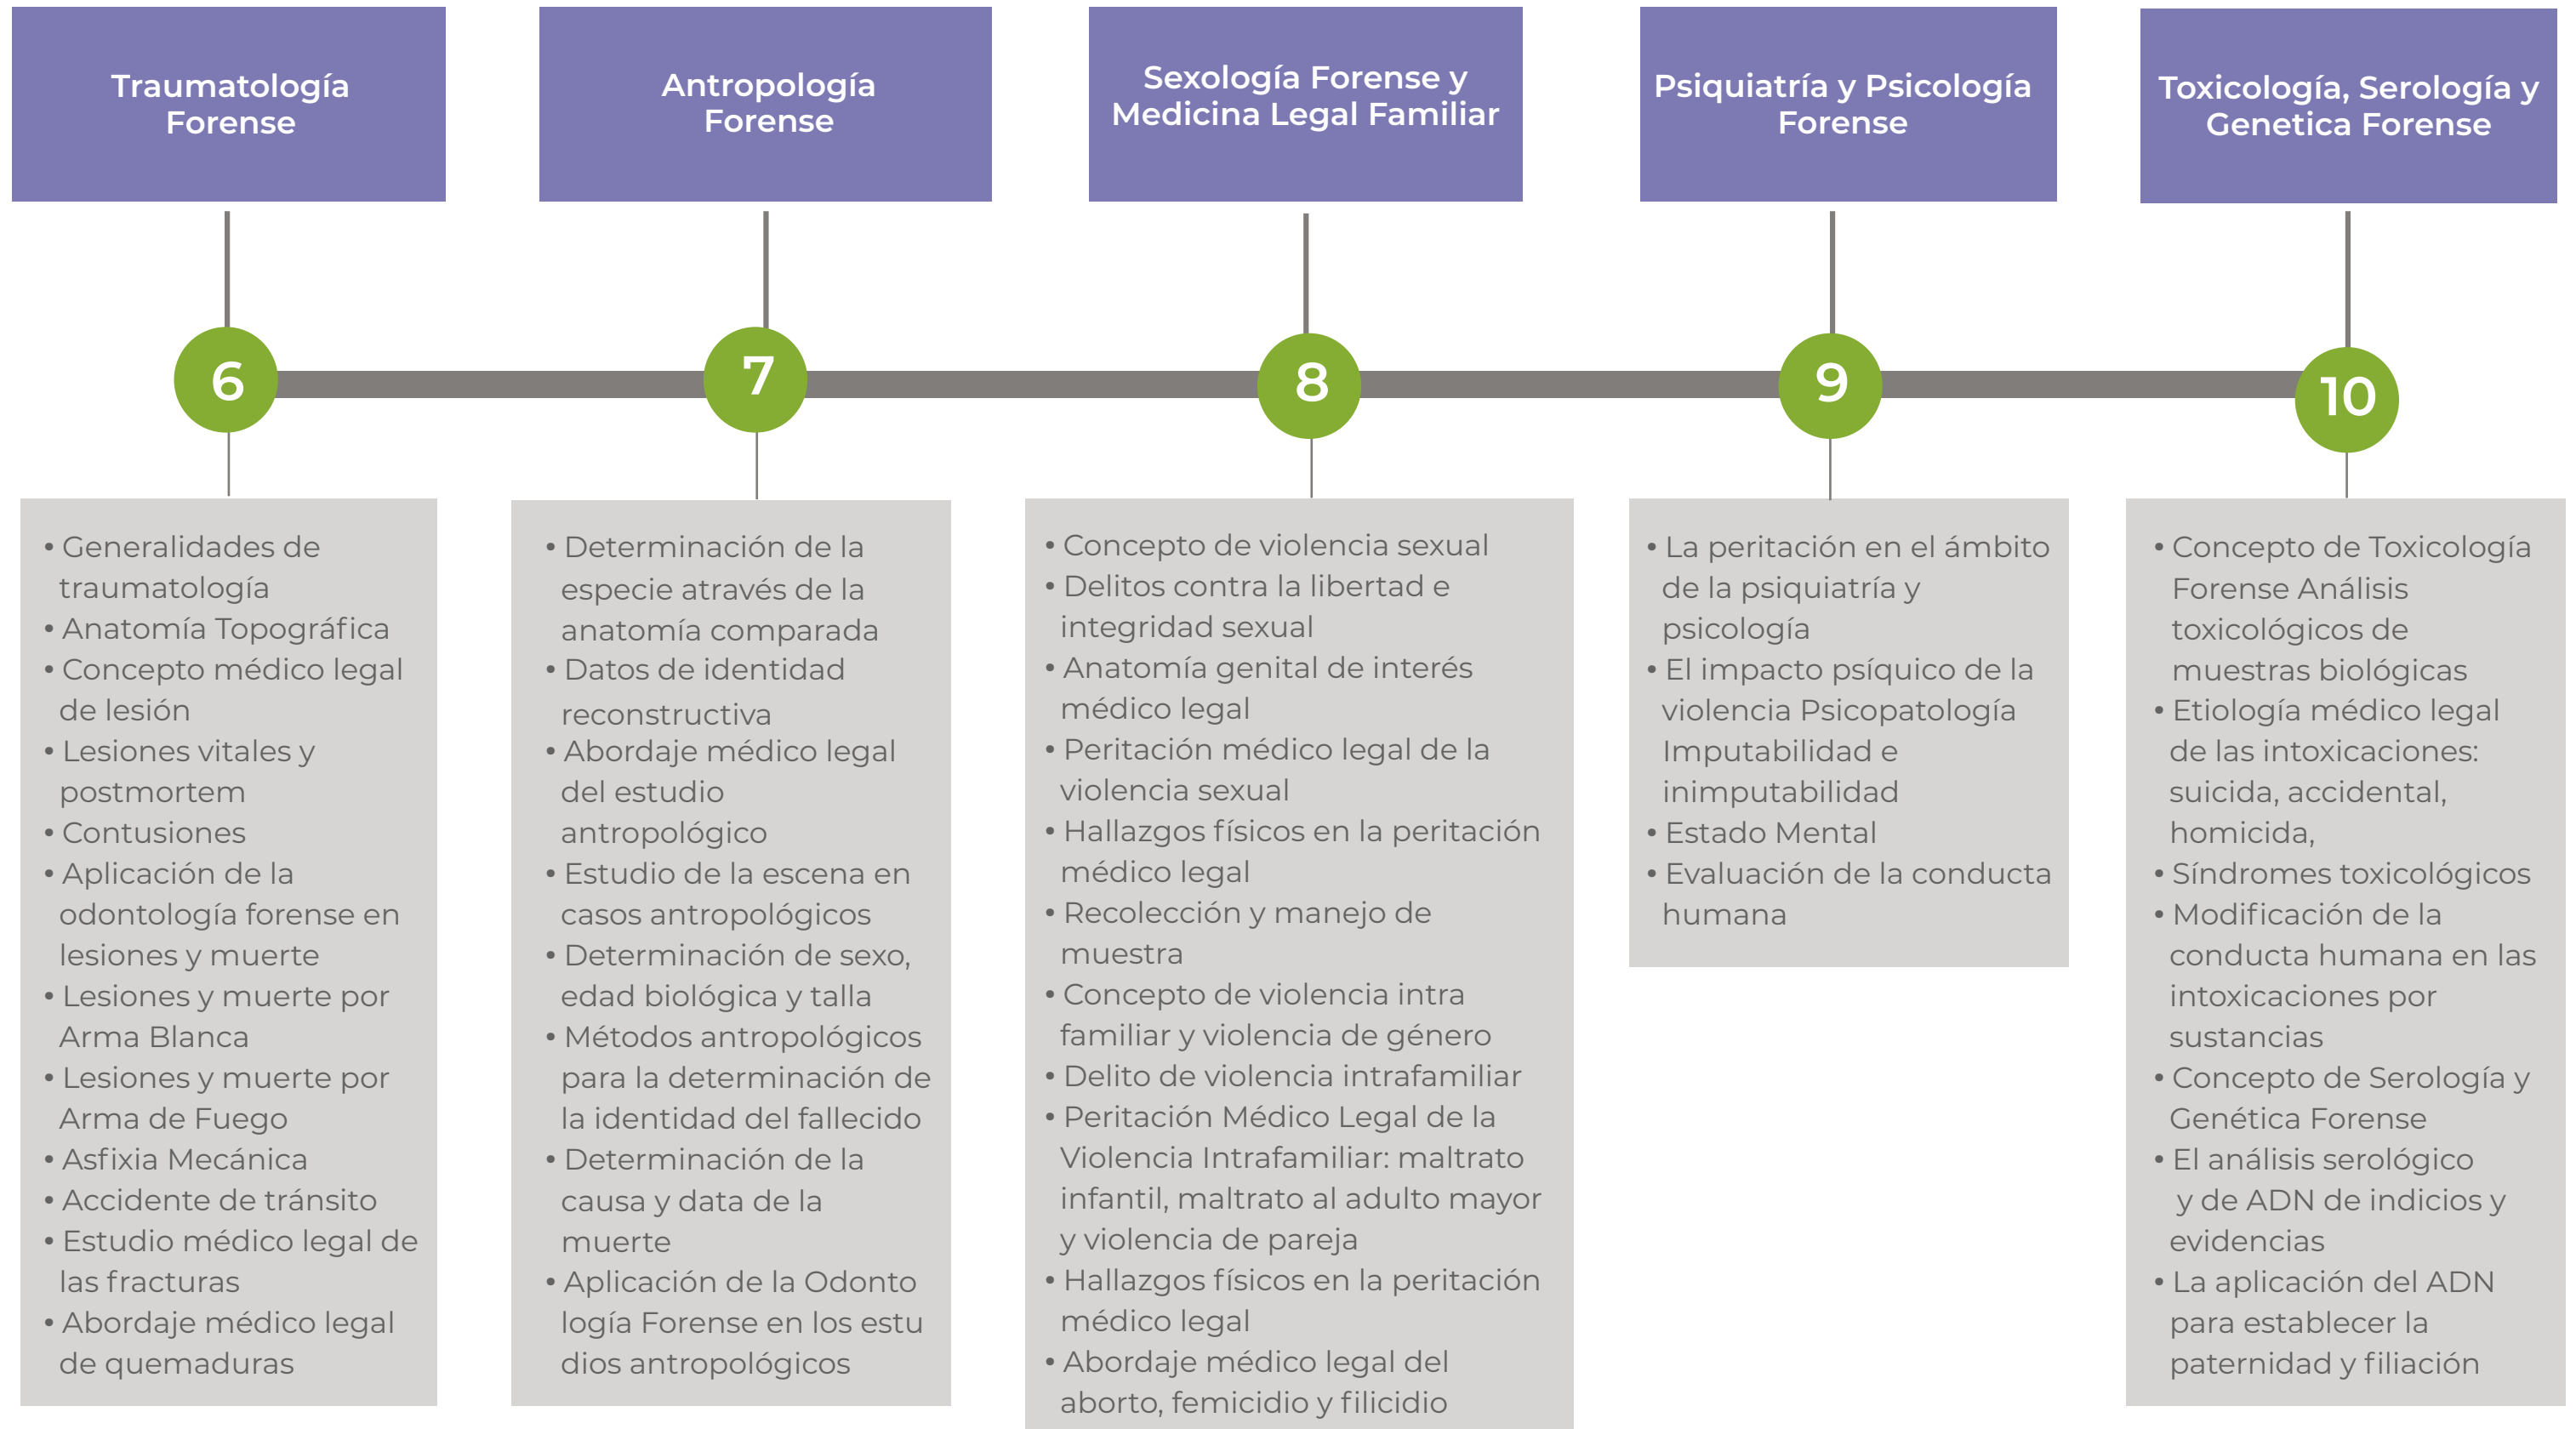 Traumatología
Forense
Antropología
Forense
Sexología Forense y
Medicina Legal Familiar
Psiquiatría y Psicología
Forense
Toxicología, Serología y
Genetica Forense
6
7
8
9
10
• Generalidades de
traumatología
• Anatomía Topográfica
• Concepto médico legal
de lesión
• Lesiones vitales y
postmortem
• Contusiones
• Aplicación de la
odontología forense en
lesiones y muerte
• Lesiones y muerte por
Arma Blanca
• Lesiones y muerte por
Arma de Fuego
• Asfixia Mecánica
• Accidente de tránsito
• Estudio médico legal de
las fracturas
• Abordaje médico legal
de quemaduras
• Determinación de la
especie através de la
anatomía comparada
• Datos de identidad
reconstructiva
• Abordaje médico legal
del estudio
antropológico
• Estudio de la escena en
casos antropológicos
• Determinación de sexo,
edad biológica y talla
• Métodos antropológicos
para la determinación de
la identidad del fallecido
• Determinación de la
causa y data de la
muerte
• Aplicación de la Odonto
logía Forense en los estu
dios antropológicos
• Concepto de violencia sexual
• Delitos contra la libertad e
integridad sexual
• Anatomía genital de interés
médico legal
• Peritación médico legal de la
violencia sexual
• Hallazgos físicos en la peritación
médico legal
• Recolección y manejo de
muestra
• Concepto de violencia intra
familiar y violencia de género
• Delito de violencia intrafamiliar
• Peritación Médico Legal de la
Violencia Intrafamiliar: maltrato
infantil, maltrato al adulto mayor
y violencia de pareja
• Hallazgos físicos en la peritación
médico legal
• Abordaje médico legal del
aborto, femicidio y filicidio
• La peritación en el ámbito
de la psiquiatría y
psicología
• El impacto psíquico de la
violencia Psicopatología
Imputabilidad e
inimputabilidad
• Estado Mental
• Evaluación de la conducta
humana
• Concepto de Toxicología
Forense Análisis
toxicológicos de
muestras biológicas
• Etiología médico legal
de las intoxicaciones:
suicida, accidental,
homicida,
• Síndromes toxicológicos
• Modificación de la
conducta humana en las
intoxicaciones por
sustancias
• Concepto de Serología y
Genética Forense
• El análisis serológico
y de ADN de indicios y
evidencias
• La aplicación del ADN
para establecer la
paternidad y filiación